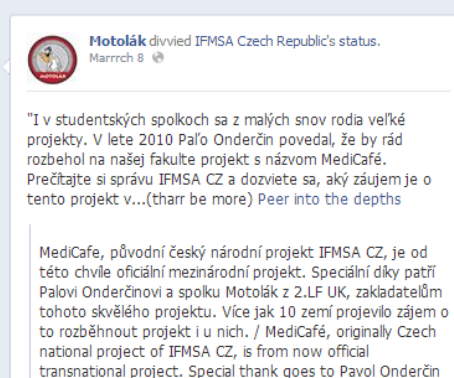 Motolák divvied IFMSA Czech Republic's status.
Marrrch 8
MOTOLÁK
"I v studentských spolkoch sa z malých snov rodia veľké
projekty. V lete 2010 Paľo Onderčin povedal, že by rád
rozbehol na našej fakulte projekt s názvom MediCafé.
Prečítajte si správu IFMSA CZ a dozviete sa, aký záujem je o
tento projekt v...(tharr be more) Peer into the depths
MediCafe, původní český národní projekt IFMSA CZ, je od
této chvíle oficiální mezinárodní projekt. Speciální díky patří
Palovi Onderčinovi a spolku Motolák z 2.LF UK, zakladatelům
tohoto skvělého projektu. Více jak 10 zemí projevilo zájem o
to rozběhnout projekt i u nich. / MediCafé, originally Czech
national project of IFMSA CZ, is from now official
transnational project. Special thank goes to Pavol Onderčin